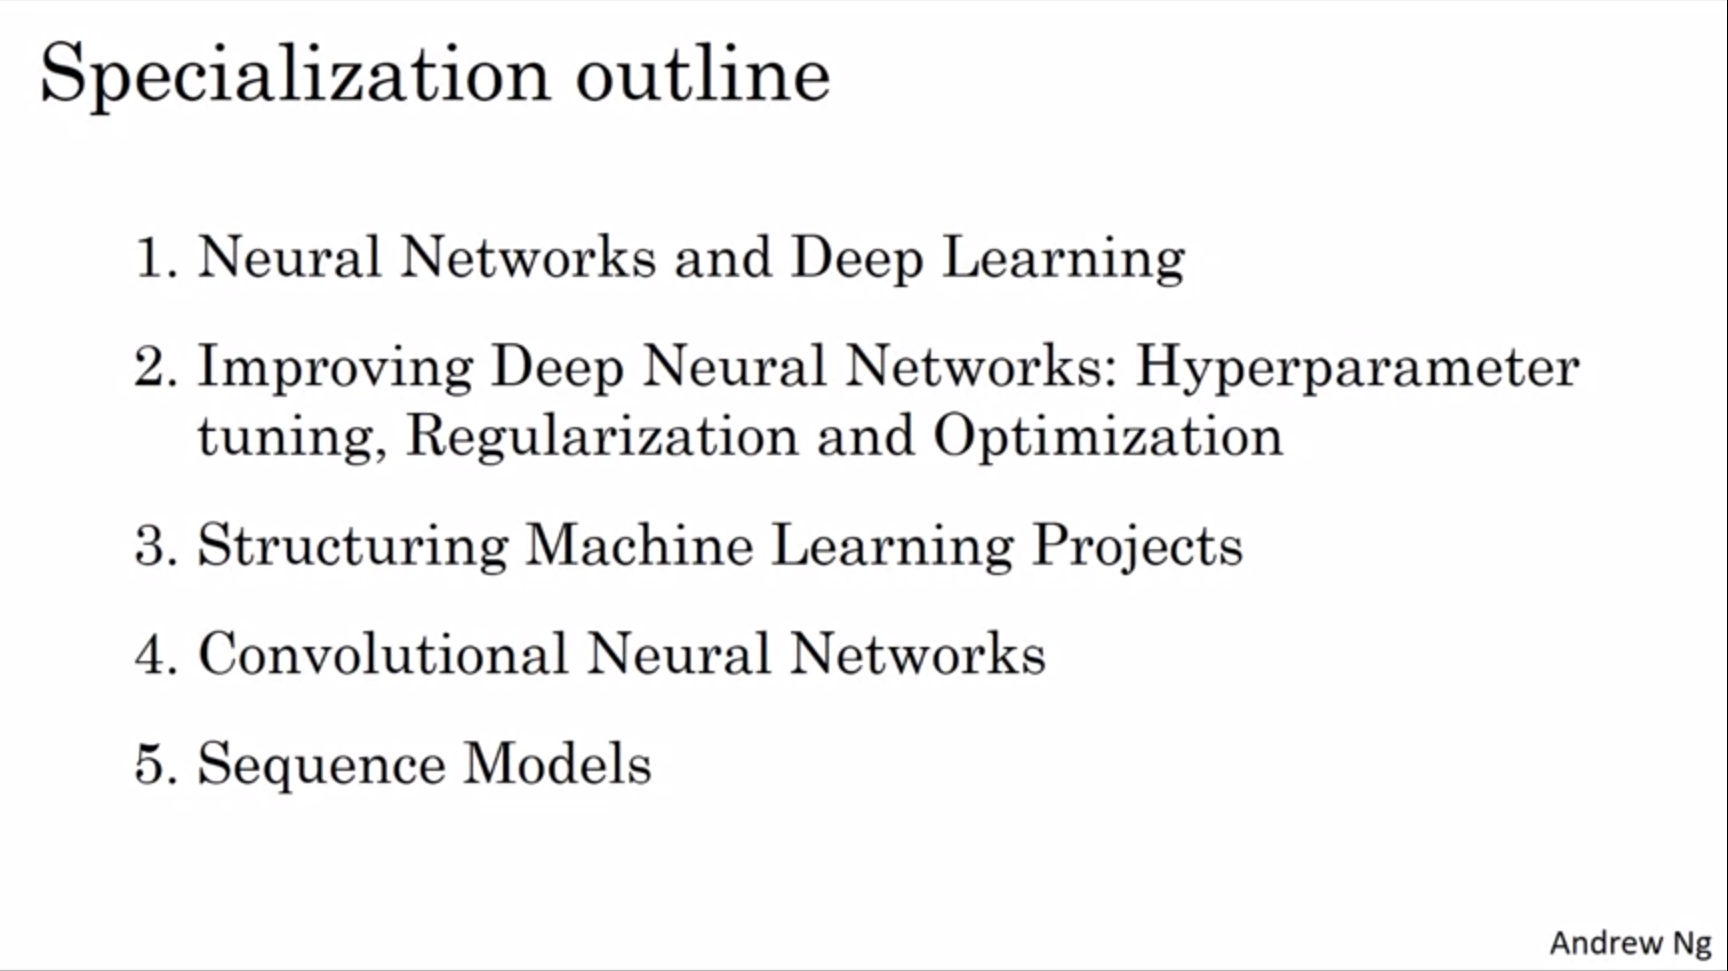 Specialization outline
1. Neural Networks and Deep Learning
2. Improving Deep Neural Networks: Hyperparameter
tuning, Regularization and Optimization
3. Structuring Machine Learning Projects
4. Convolutional Neural Networks
5. Sequence Models
Andrew Ng